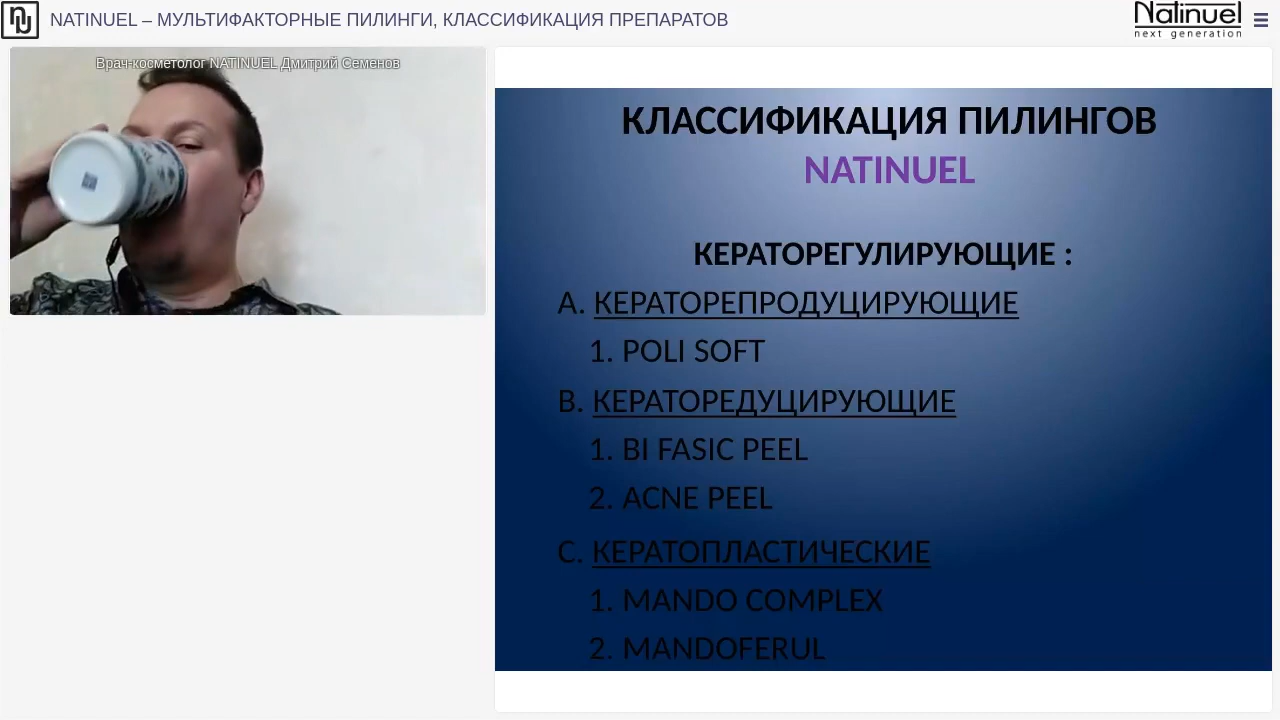 NATINUEL – МУЛЬТИФАКТОРНЫЕ ПИЛИНГИ, КЛАССИФИКАЦИЯ ПРЕПАРАТОВ
Natinuel
next generation
Врач-косметолог NATINUEL Дмитрий Семенов
КЛАССИФИКАЦИЯ ПИЛИНГОВ
NATINUEL
КЕРАТОРЕГУЛИРУЮЩИЕ :
A. КЕРАТОРЕПРОДУЦИРУЮЩИЕ
1. POLI SOFT
B. КЕРАТОРЕДУЦИРУЮЩИЕ
1. BI FASIC PEEL
2. ACNE PEEL
C. КЕРАТОПЛАСТИЧЕСКИЕ
1. MANDO COMPLEX
2. MANDOFERUL